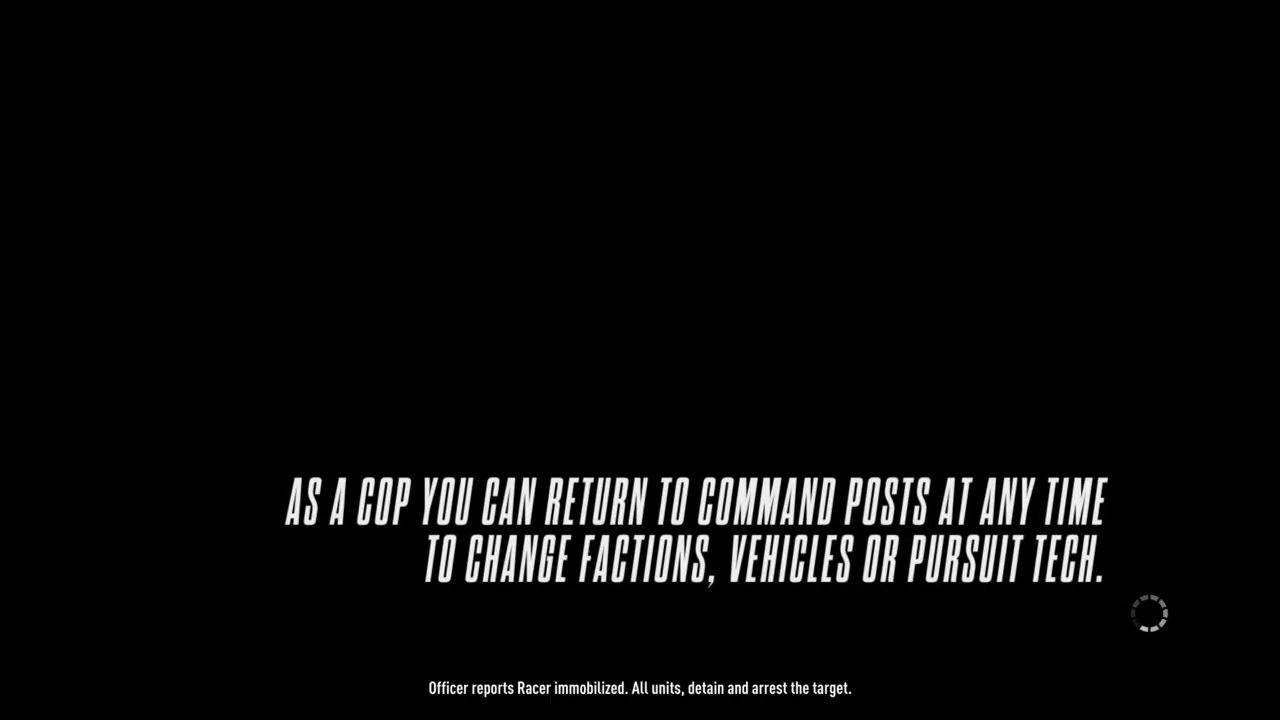 AS A COP YOU CAN RETURN TO COMMAND POSTS AT ANY TIME
TO CHANGE FACTIONS, VEHICLES OR PURSUIT TECH.
Officer reports Racer immobilized. All units, detain and arrest the target.